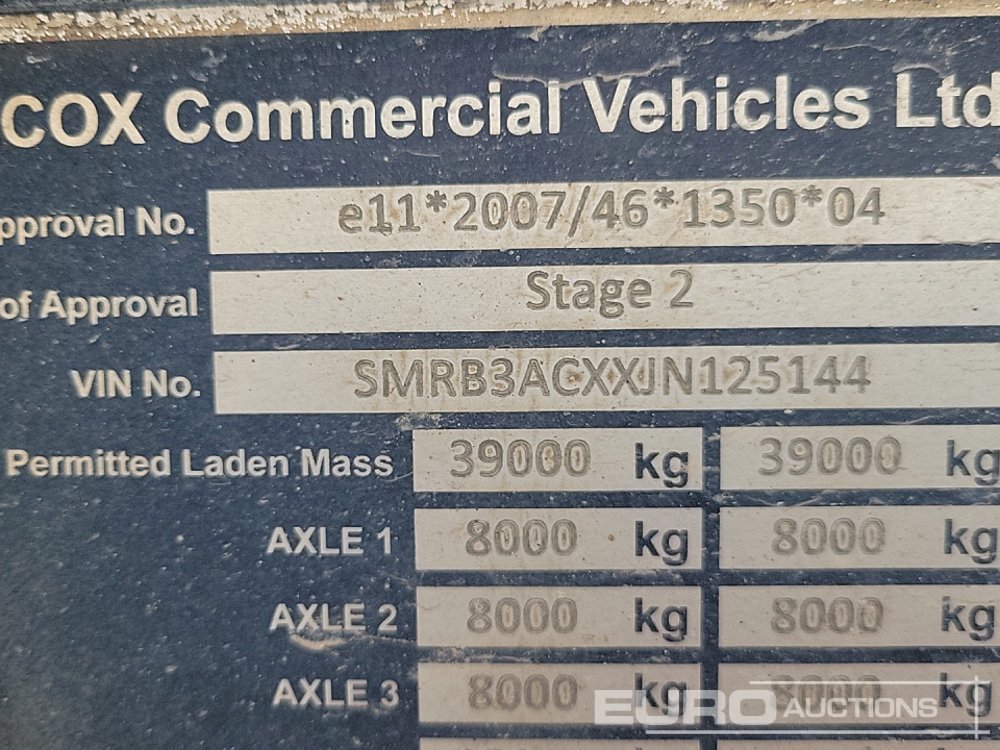 COX Commercial Vehicles Ltd
pproval No. e11*2007/46*1350*04
of Approval Stage 2
VIN No. SMRB3ACXXJN125144
Permitted Laden Mass 39000 kg 39000 kg
AXLE 1 8000 kg 8000 kg
AXLE 2 8000 kg 8000 kg
AXLE 3 8000 kg 8000 kg
EURO AUCTIONS